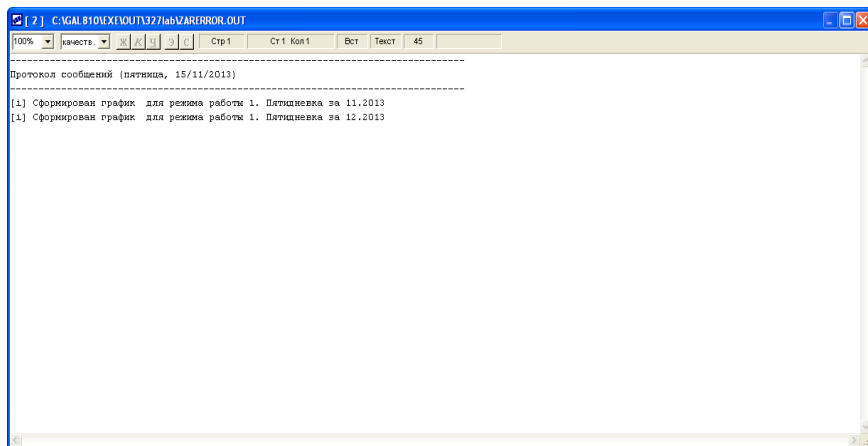 [ 2 ] C:\GAL810\EXE\OUT\327lab\ZARERROR.OUT
100% качеств. Ж К Ч Э С Стр 1 Ст 1 Кол 1 Вст Текст 45
--------------------------------------------------------------------------------
Протокол сообщений (пятница, 15/11/2013)
--------------------------------------------------------------------------------
[i] Сформирован график для режима работы 1. Пятидневка за 11.2013
[i] Сформирован график для режима работы 1. Пятидневка за 12.2013